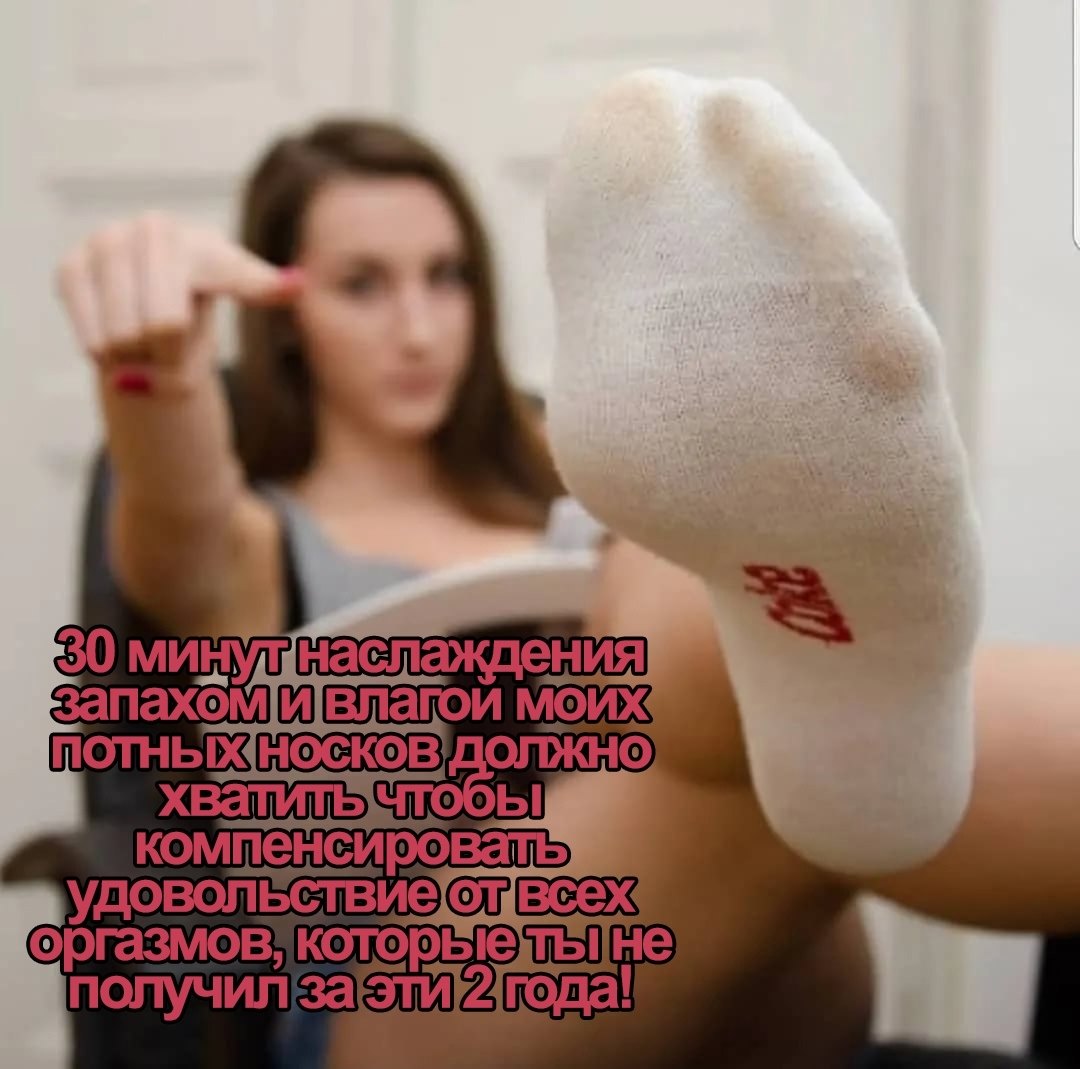 30 минут наслаждения
запахом и влагой моих
потных носков должно
хватить чтобы
компенсировать
удовольствие от всех
оргазмов, которые ты не
получил за эти 2 года!